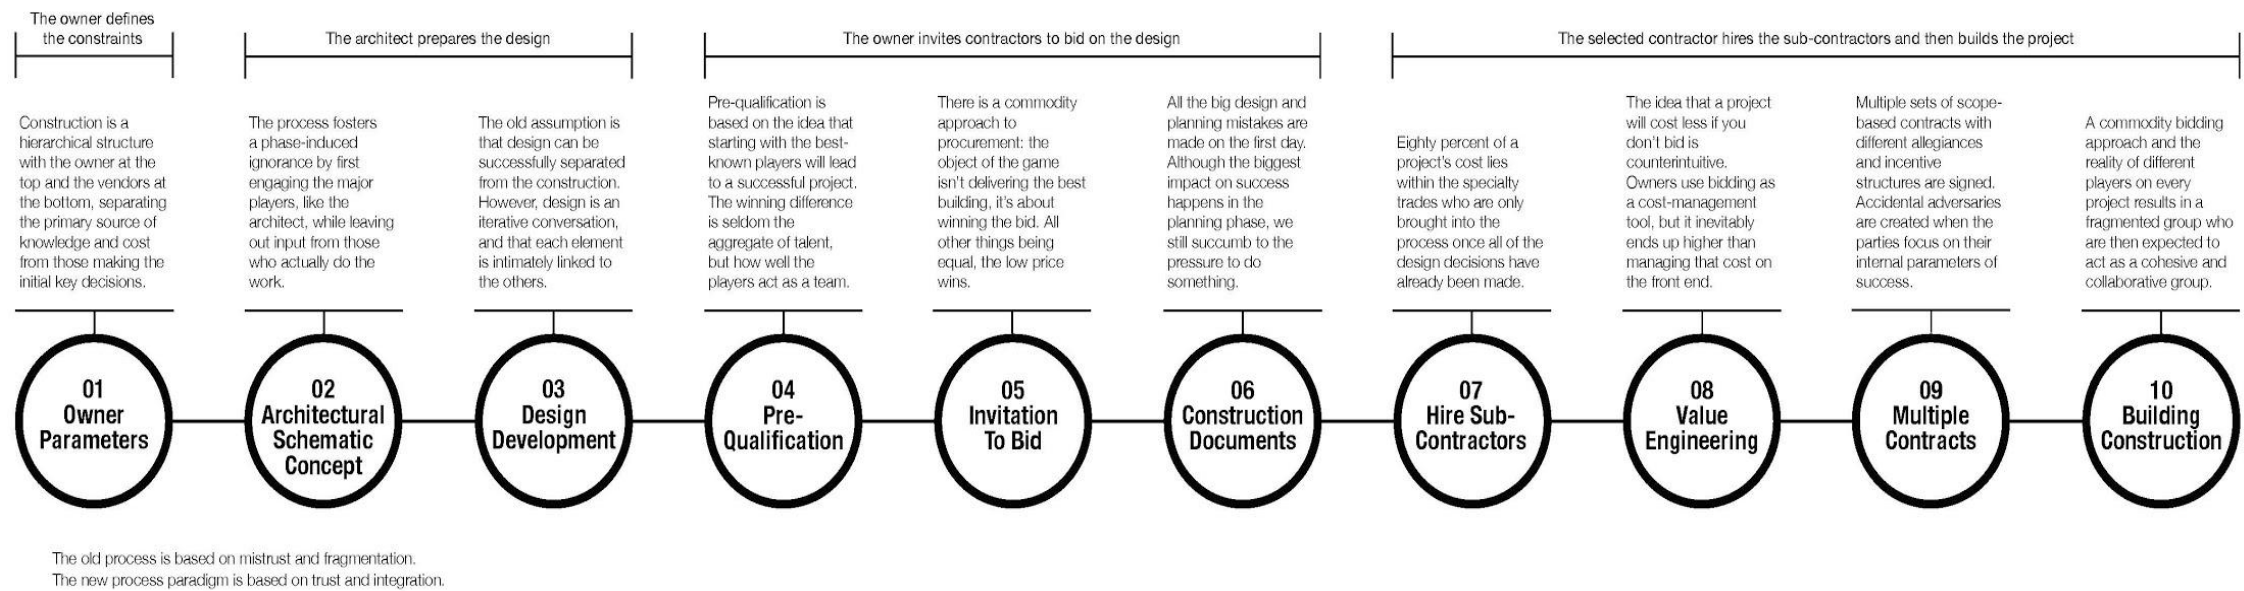 The owner defines
the constraints
The architect prepares the design
The owner invites contractors to bid on the design
The selected contractor hires the sub-contractors and then builds the project
Construction is a
hierarchical structure
with the owner at the
top and the vendors at
the bottom, separating
the primary source of
knowledge and cost
from those making the
initial key decisions.
The process fosters
a phase-induced
ignorance by first
engaging the major
players, like the
architect, while leaving
out input from those
who actually do the
work.
The old assumption is
that design can be
successfully separated
from the construction.
However, design is an
iterative conversation,
and that each element
is intimately linked to
the others.
Pre-qualification is
based on the idea that
starting with the best-
known players will lead
to a successful project.
The winning difference
is seldom the
aggregate of talent,
but how well the
players act as a team.
There is a commodity
approach to
procurement: the
object of the game
isn't delivering the best
building, it's about
winning the bid. All
other things being
equal, the low price
wins.
All the big design and
planning mistakes are
made on the first day.
Although the biggest
impact on success
happens in the
planning phase, we
still succumb to the
pressure to do
something.
Eighty percent of a
project's cost lies
within the specialty
trades who are only
brought into the
process once all of the
design decisions have
already been made.
The idea that a project
will cost less if you
don't bid is
counterintuitive.
Owners use bidding as
a cost-management
tool, but it inevitably
ends up higher than
managing that cost on
the front end.
Multiple sets of scope-
based contracts with
different allegiances
and incentive
structures are signed.
Accidental adversaries
are created when the
parties focus on their
internal parameters of
success.
A commodity bidding
approach and the
reality of different
players on every
project results in a
fragmented group who
are then expected to
act as a cohesive and
collaborative group.
01
Owner
Parameters
02
Architectural
Schematic
Concept
03
Design
Development
04
Pre-
Qualification
05
Invitation
To Bid
06
Construction
Documents
07
Hire Sub-
Contractors
08
Value
Engineering
09
Multiple
Contracts
10
Building
Construction
The old process is based on mistrust and fragmentation.
The new process paradigm is based on trust and integration.